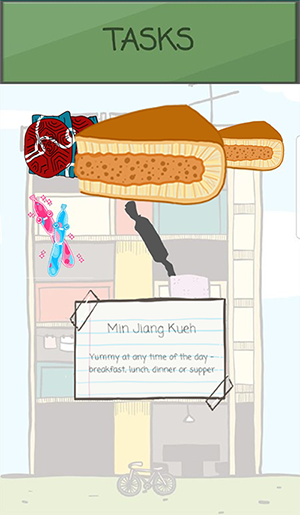 TASKS
Min Jiang Kueh
Yummy at any time of the day -
breakfast, lunch, dinner or supper